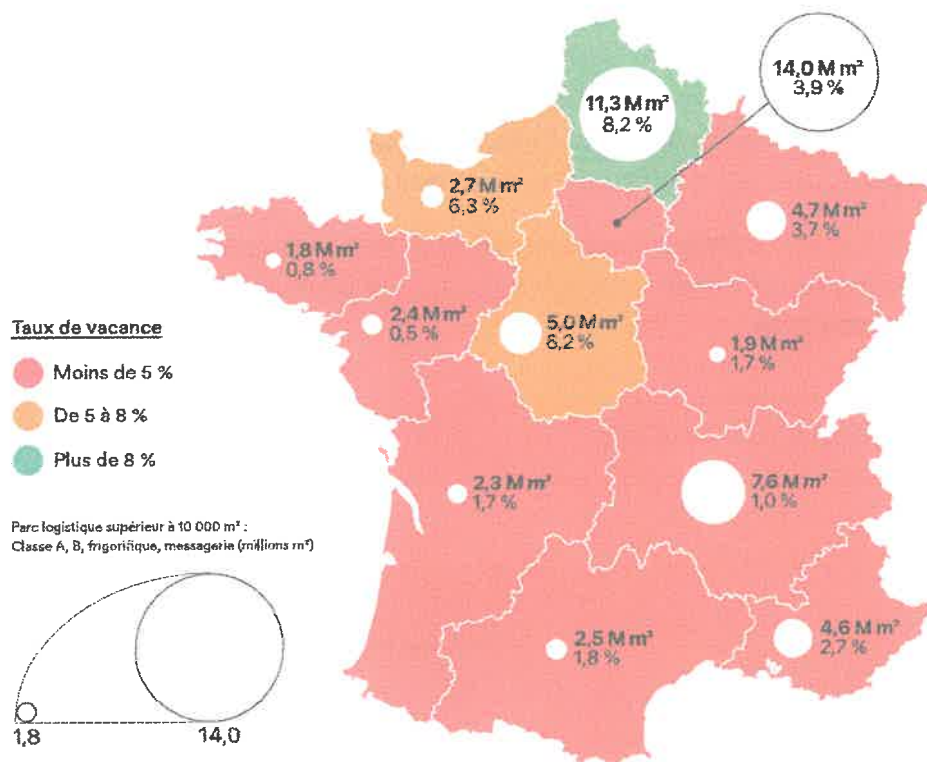 14,0 M m²
3,9 %
11,3 M m²
8,2 %
2,7 M m²
6,3 %
4,7 M m²
3,7 %
1,8 M m²
0,8 %
2,4 M m²
0,5 %
5,0 M m²
6,2 %
1,9 M m²
1,7 %
Taux de vacance
Moins de 5 %
De 5 à 8 %
Plus de 8 %
2,3 M m²
1,7 %
7,6 M m²
1,0 %
Parc logistique supérieur à 10 000 m² :
Classe A, B, frigorifique, messagerie (millions m²)
2,5 M m²
1,8 %
4,6 M m²
2,7 %
1,8
14,0